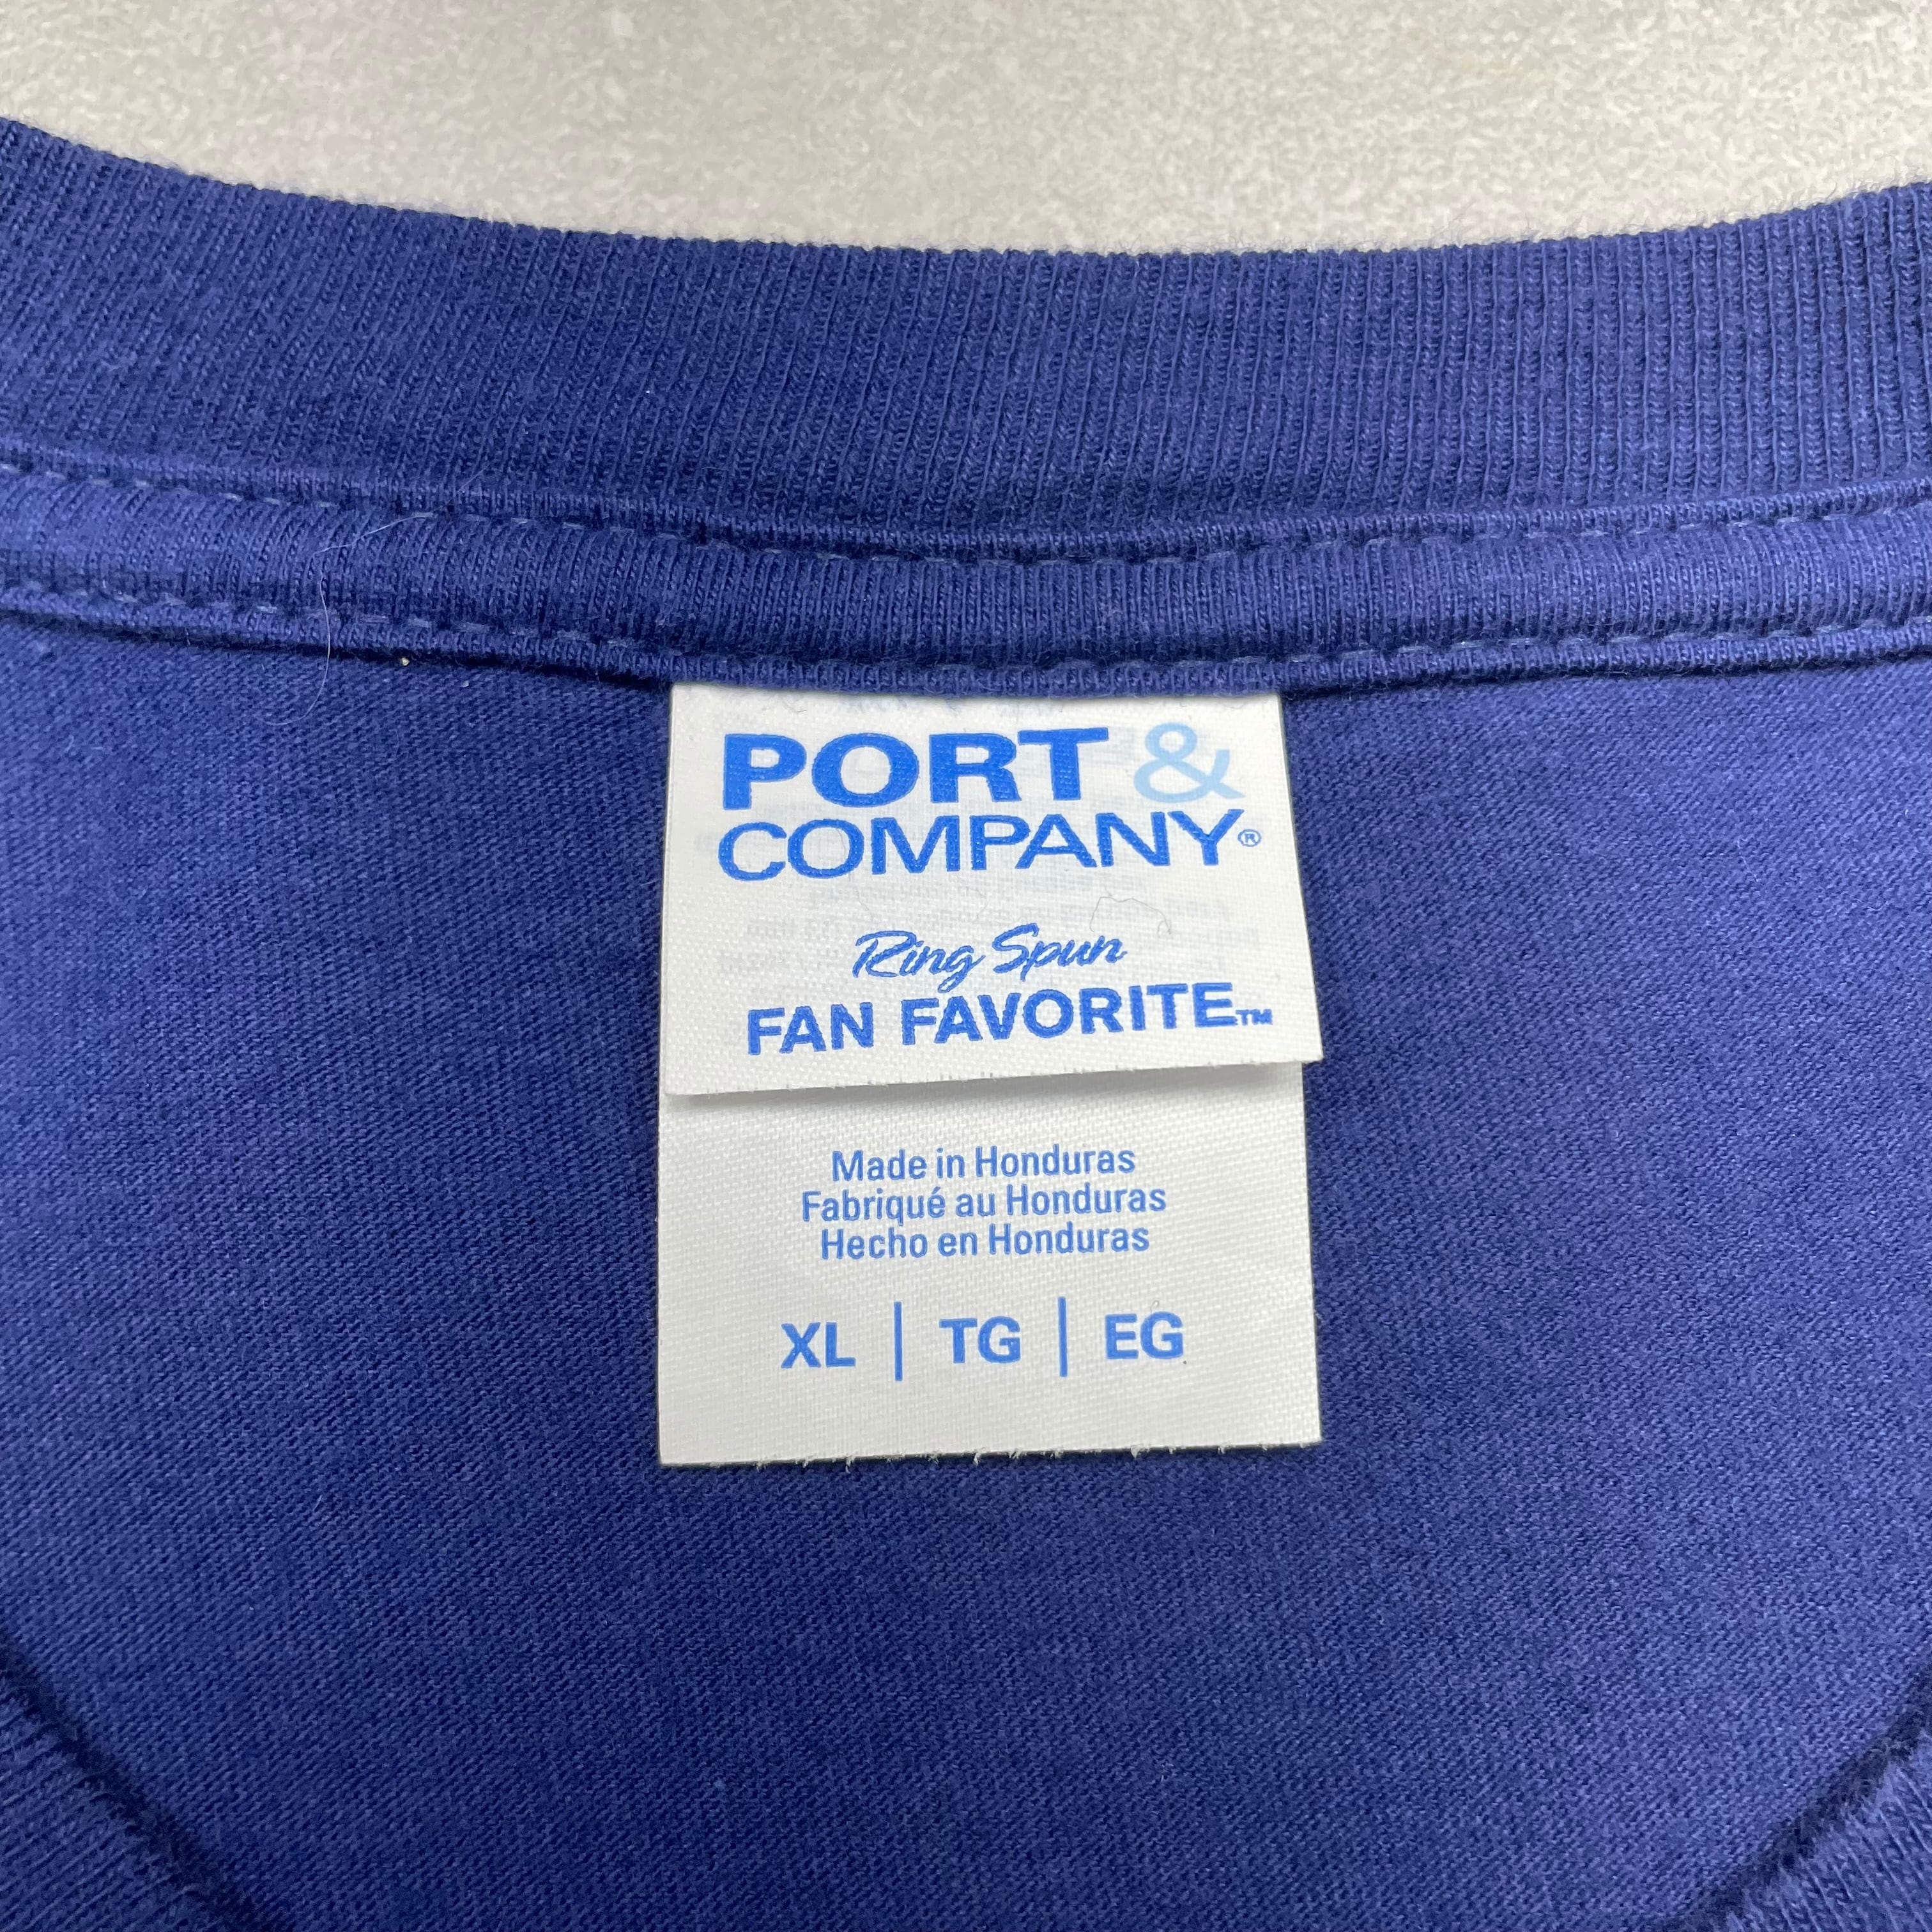 PORT &
COMPANY®
Ring Spun
FAN FAVORITE™
Made in Honduras
Fabriqué au Honduras
Hecho en Honduras
XL | TG | EG